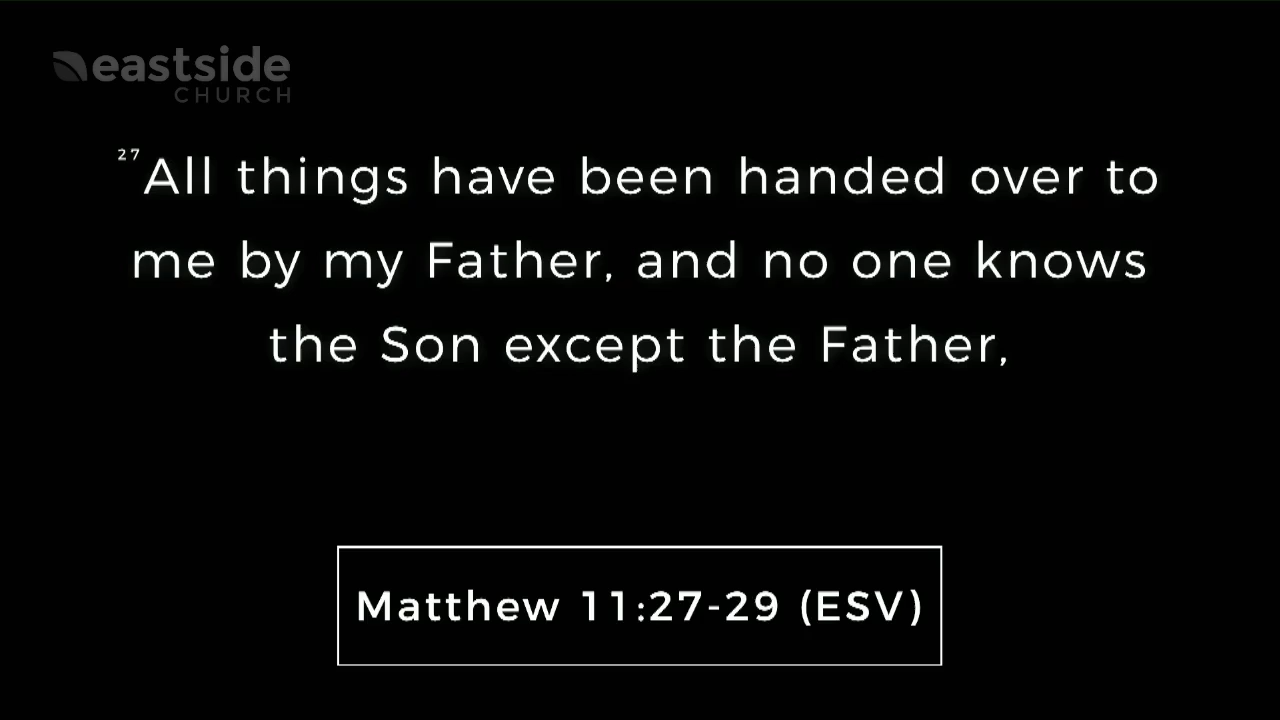 eastside
CHURCH
27All things have been handed over to
me by my Father, and no one knows
the Son except the Father,
Matthew 11:27-29 (ESV)